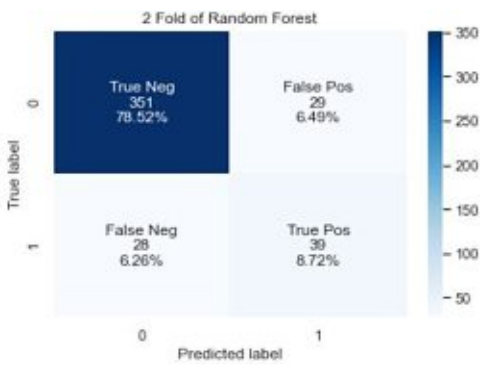 2 Fold of Random Forest
True Neg
351
78.52%
False Pos
29
6.49%
False Neg
28
6.26%
True Pos
39
8.72%
0
1
True label
0
1
Predicted label
350
300
250
200
150
100
50